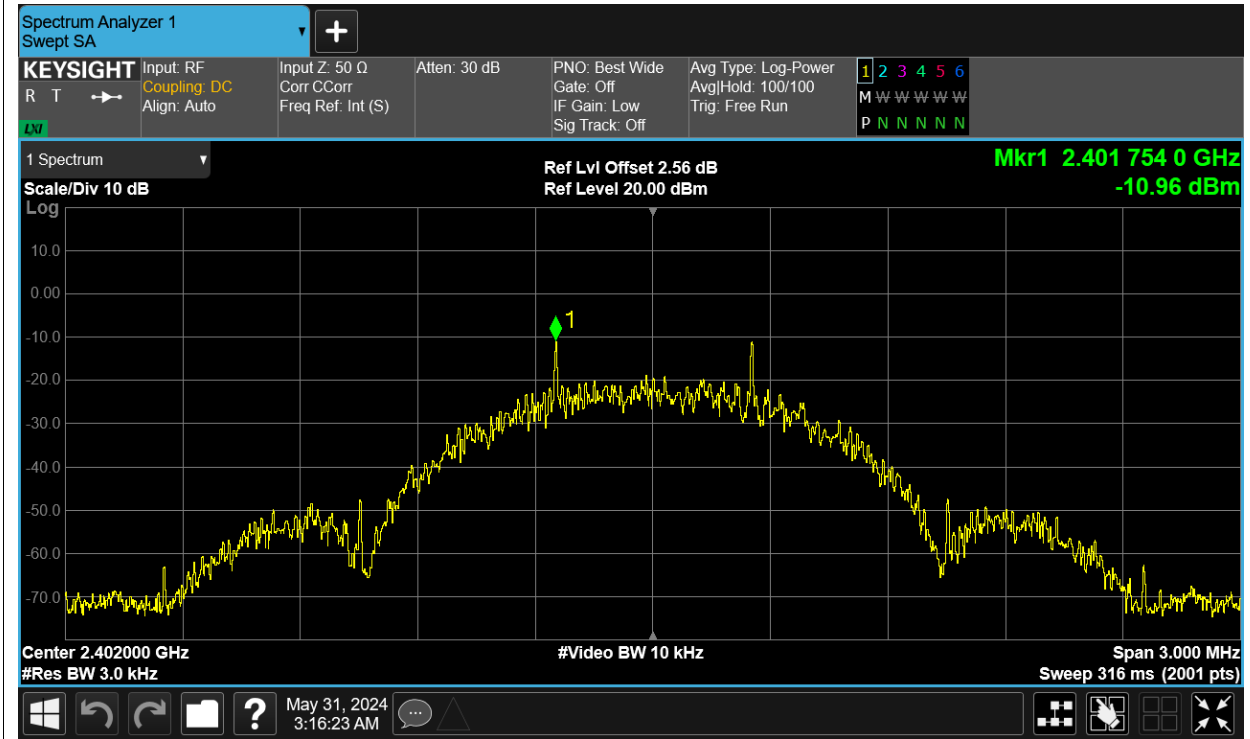 Spectrum Analyzer 1
Swept SA
+
KEYSIGHT
R T
LXI
Input: RF
Coupling: DC
Align: Auto
Input Z: 50 Ω
Corr CCorr
Freq Ref: Int (S)
Atten: 30 dB
PNO: Best Wide
Gate: Off
IF Gain: Low
Sig Track: Off
Avg Type: Log-Power
Avg|Hold: 100/100
Trig: Free Run
1 2 3 4 5 6
M W W W W W
P N N N N N
1 Spectrum
Scale/Div 10 dB
Log
Ref Lvl Offset 2.56 dB
Ref Level 20.00 dBm
Mkr1 2.401 754 0 GHz
-10.96 dBm
10.0
0.00
-10.0
-20.0
-30.0
-40.0
-50.0
-60.0
-70.0
1
Center 2.402000 GHz
#Res BW 3.0 kHz
#Video BW 10 kHz
Span 3.000 MHz
Sweep 316 ms (2001 pts)
?
May 31, 2024
3:16:23 AM